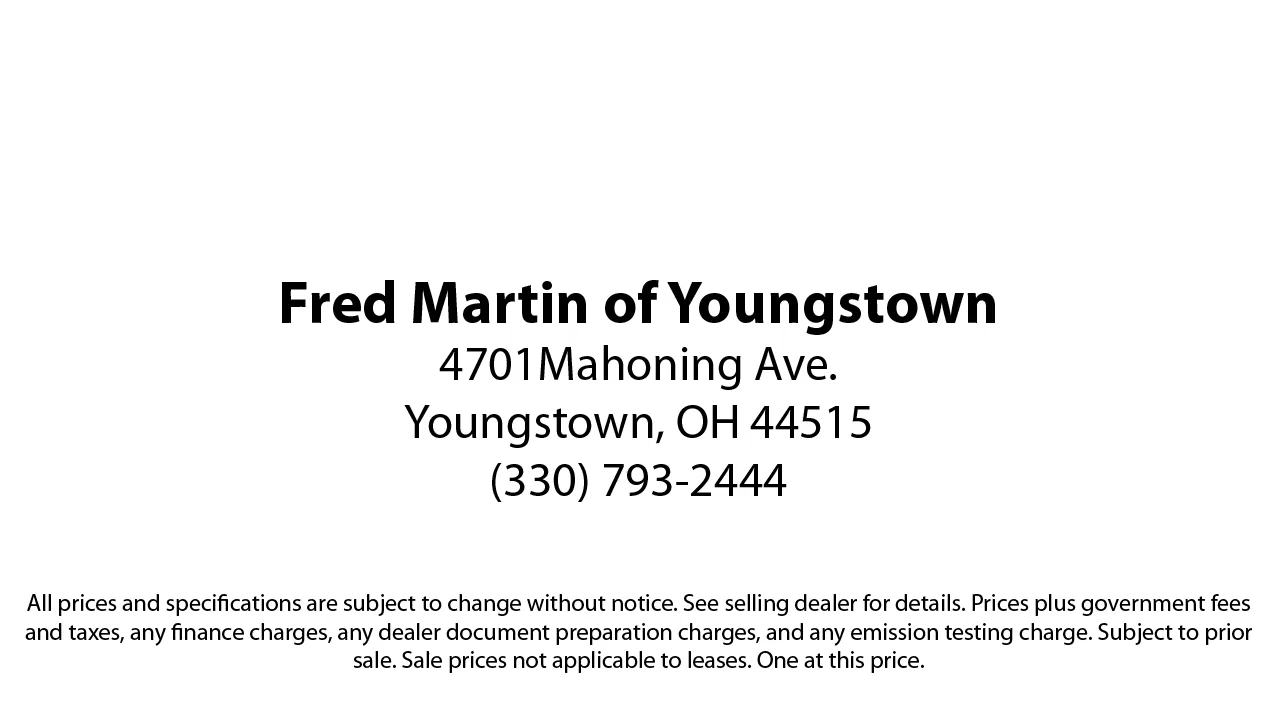 Fred Martin of Youngstown
4701Mahoning Ave.
Youngstown, OH 44515
(330) 793-2444
All prices and specifications are subject to change without notice. See selling dealer for details. Prices plus government fees
and taxes, any finance charges, any dealer document preparation charges, and any emission testing charge. Subject to prior
sale. Sale prices not applicable to leases. One at this price.